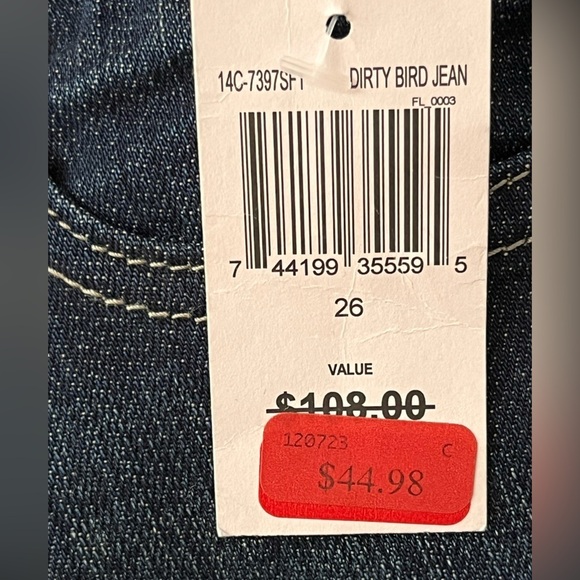 14C-7397SFT DIRTY BIRD JEAN
FL_0003
7 44199 35559 5
26
VALUE
$108.00
120723 C
$44.98